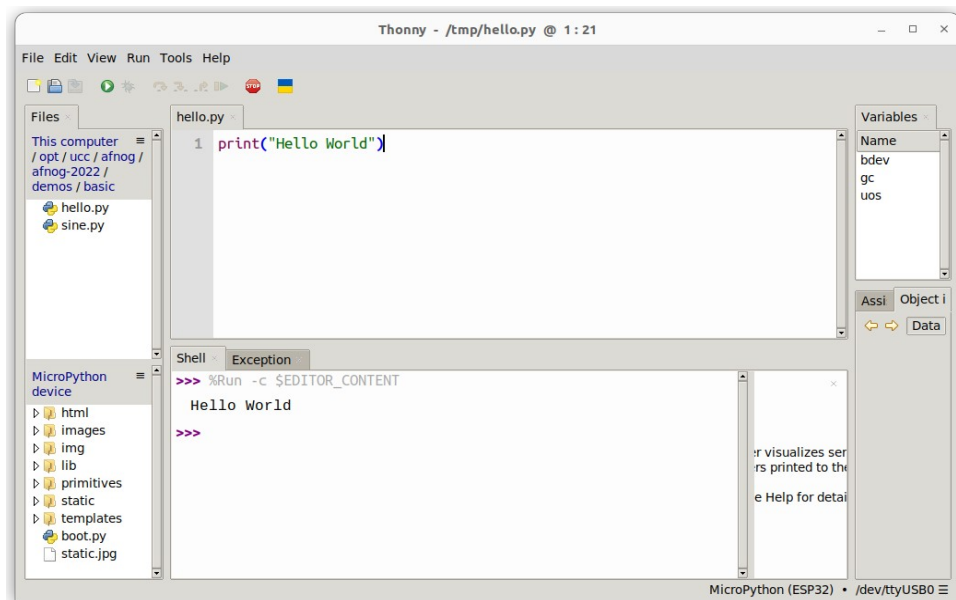 Thonny - /tmp/hello.py @ 1 : 21
File Edit View Run Tools Help
STOP
Files
This computer
/ opt / ucc / afnog /
afnog-2022 /
demos / basic
hello.py
sine.py
MicroPython
device
html
images
img
lib
primitives
static
templates
boot.py
static.jpg
hello.py
1 print("Hello World")
Shell Exception
>>> %Run -c $EDITOR_CONTENT
Hello World
>>>
er visualizes ser
rs printed to the
e Help for detai
Variables
Name
bdev
gc
uos
Assi Object i
Data
MicroPython (ESP32) • /dev/ttyUSB0 ☰